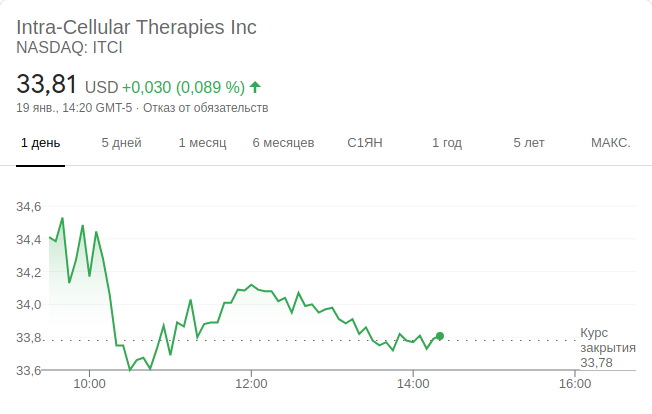 Intra-Cellular Therapies Inc
NASDAQ: ITCI
33,81 USD +0,030 (0,089 %)
19 янв., 14:20 GMT-5 · Отказ от обязательств
1 день 5 дней 1 месяц 6 месяцев С1ЯН 1 год 5 лет МАКС.
34,6
34,4
34,2
34,0
33,8
33,6
Курс
закрытия
33,78
10:00 12:00 14:00 16:00